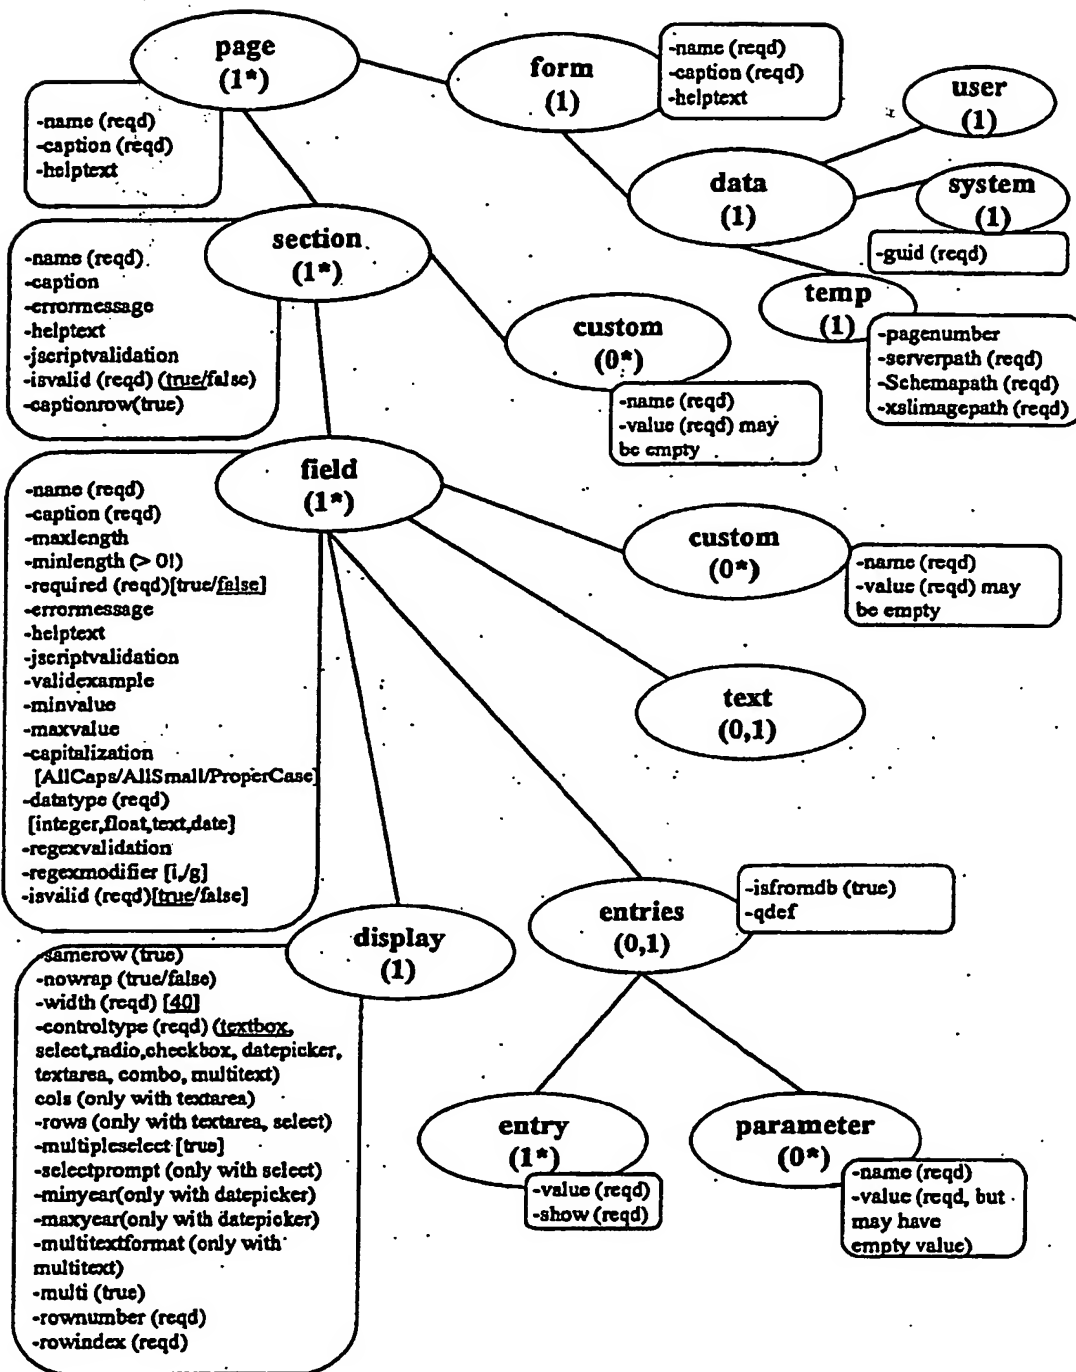 page
(1*)
-name (reqd)
-caption (reqd)
-helptext
form
(1)
-name (reqd)
-caption (reqd)
-helptext
user
(1)
data
(1)
system
(1)
-guid (reqd)
temp
(1)
-pagenumber
-serverpath (reqd)
-Schemapath (reqd)
-xslimagepath (reqd)
section
(1*)
-name (reqd)
-caption
-errormessage
-helptext
-jscriptvalidation
-isvalid (reqd) (true/false)
-captionrow(true)
custom
(0*)
-name (reqd)
-value (reqd) may
be empty
field
(1*)
-name (reqd)
-caption (reqd)
-maxlength
-minlength (> 0!)
-required (reqd)[true/false]
-errormessage
-helptext
-jscriptvalidation
-validexample
-minvalue
-maxvalue
-capitalization
[AllCaps/AllSmall/ProperCase]
-datatype (reqd)
[integer,float,text,date]
-regexvalidation
-regexmodifier [i,/g]
-isvalid (reqd)[true/false]
custom
(0*)
-name (reqd)
-value (reqd) may
be empty
text
(0,1)
display
(1)
-samerow (true)
-nowrap (true/false)
-width (reqd) [40]
-controltype (reqd) (textbox,
select,radio,checkbox, datepicker,
textarea, combo, multitext)
cols (only with textarea)
-rows (only with textarea, select)
-multipleselect [true]
-selectprompt (only with select)
-minyear(only with datepicker)
-maxyear(only with datepicker)
-multitextformat (only with
multitext)
-multi (true)
-rownumber (reqd)
-rowindex (reqd)
entries
(0,1)
-isfromdb (true)
-qdef
entry
(1*)
-value (reqd)
-show (reqd)
parameter
(0*)
-name (reqd)
-value (reqd, but
may have
empty value)